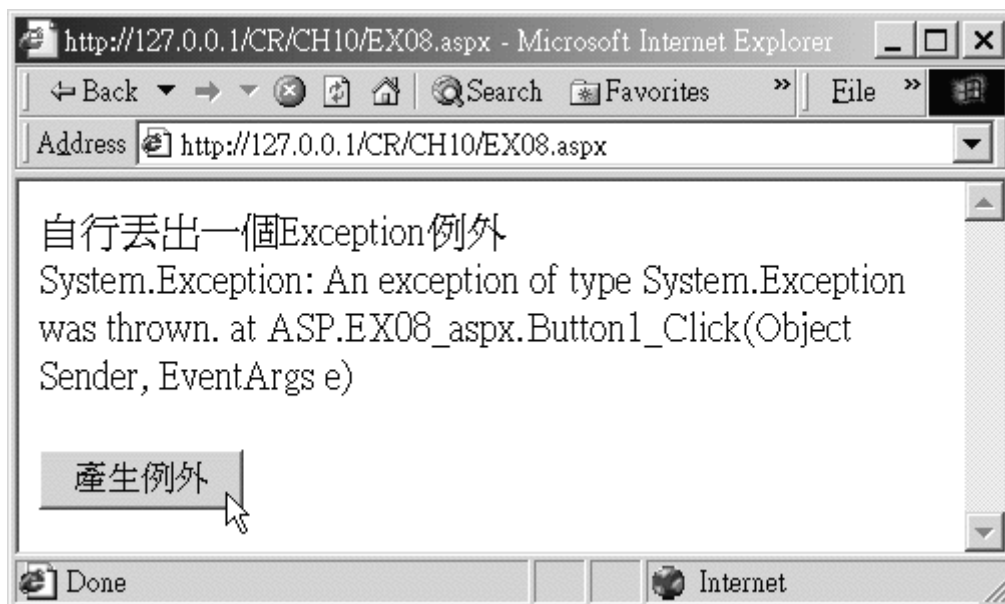 http://127.0.0.1/CR/CH10/EX08.aspx - Microsoft Internet Explorer
Back Search Favorites » File »
Address http://127.0.0.1/CR/CH10/EX08.aspx
自行丟出一個Exception例外
System.Exception: An exception of type System.Exception
was thrown. at ASP.EX08_aspx.Button1_Click(Object
Sender, EventArgs e)
產生例外
Done Internet